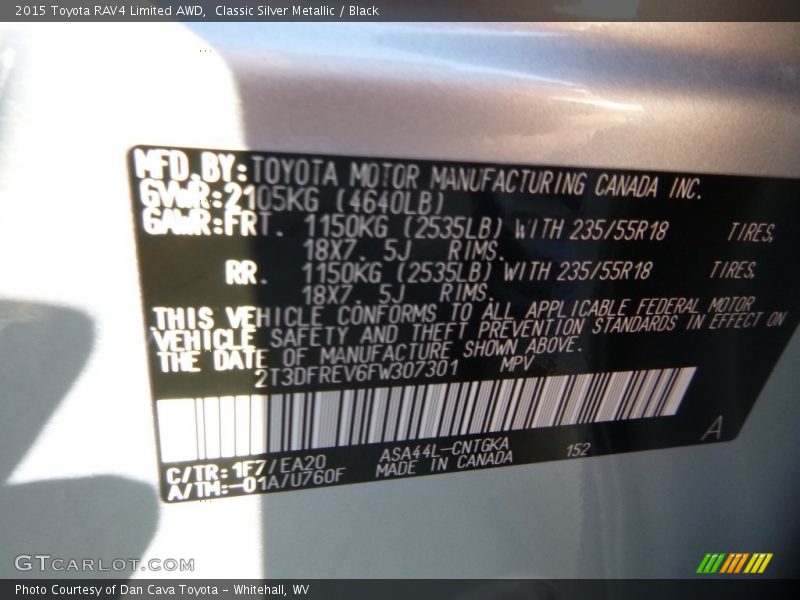 2015 Toyota RAV4 Limited AWD,  Classic Silver Metallic / Black
MFD.BY:TOYOTA MOTOR MANUFACTURING CANADA INC.
GVWR:2105KG (4640LB)
GAWR:FRT. 1150KG (2535LB) WITH 235/55R18 TIRES,
18X7.5J RIMS.
RR. 1150KG (2535LB) WITH 235/55R18 TIRES,
18X7.5J RIMS.
THIS VEHICLE CONFORMS TO ALL APPLICABLE FEDERAL MOTOR
VEHICLE SAFETY AND THEFT PREVENTION STANDARDS IN EFFECT ON
THE DATE OF MANUFACTURE SHOWN ABOVE.
2T3DFREV6FW307301 MPV
A
C/TR:1F7/EA20 ASA44L-CNTGKA 152
A/TM:-01A/U760F MADE IN CANADA
GTCARLOT.COM
Photo Courtesy of Dan Cava Toyota – Whitehall, WV